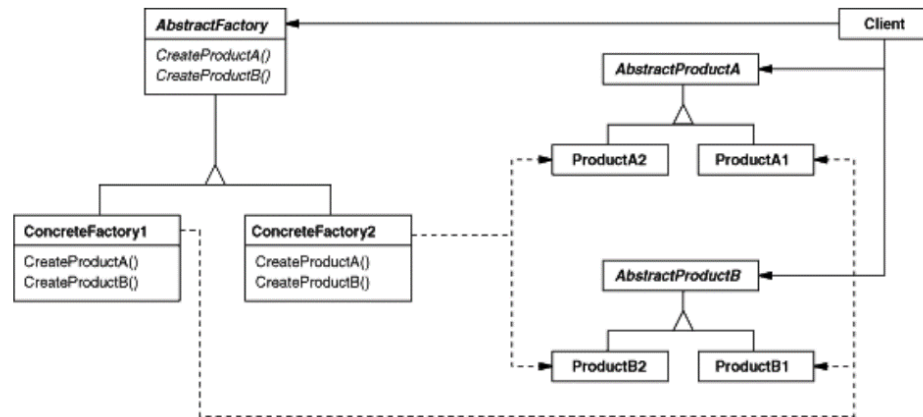 AbstractFactory
CreateProductA()
CreateProductB()
Client
AbstractProductA
ProductA2
ProductA1
ConcreteFactory1
CreateProductA()
CreateProductB()
ConcreteFactory2
CreateProductA()
CreateProductB()
AbstractProductB
ProductB2
ProductB1